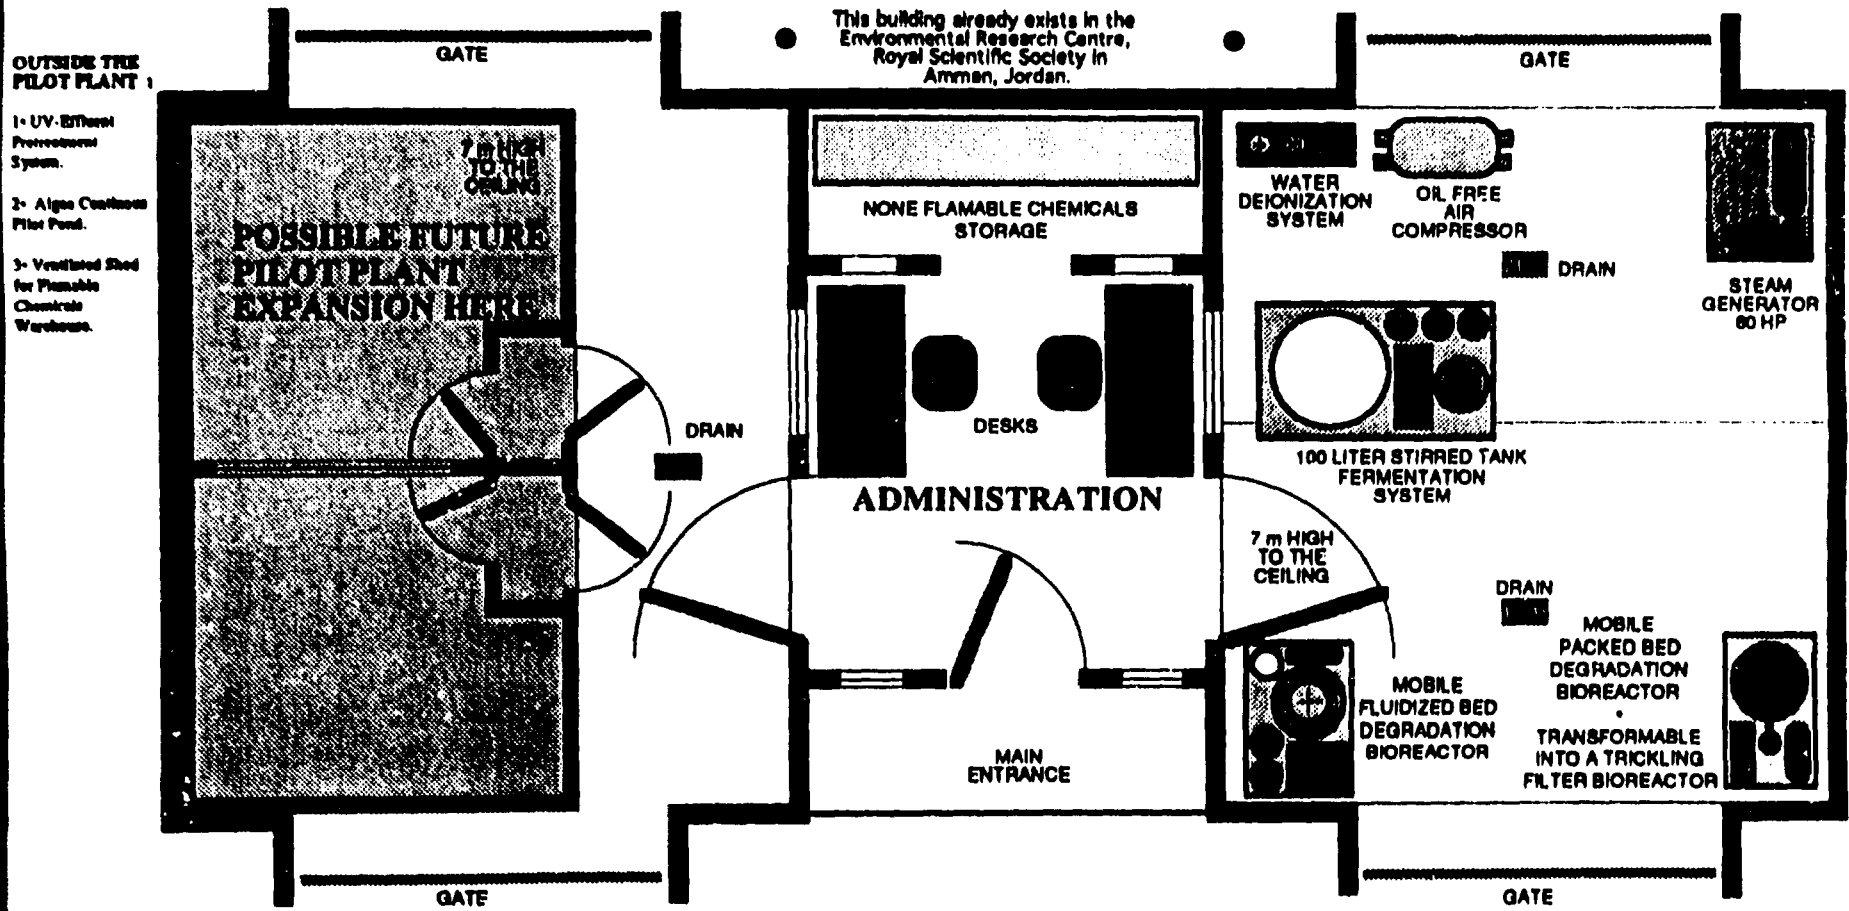 This building already exists in the
Environmental Research Centre,
Royal Scientific Society in
Amman, Jordan.
GATE
GATE
OUTSIDE THE
PILOT PLANT :
1- UV-Effluent
Pretreatment
System.
2- Algae Continous
Pilot Pond.
3- Ventilated Shed
for Flamable
Chemicals
Warehouse.
7 m HIGH
TO THE
CEILING
POSSIBLE FUTURE
PILOT PLANT
EXPANSION HERE
DRAIN
NONE FLAMABLE CHEMICALS
STORAGE
DESKS
ADMINISTRATION
MAIN
ENTRANCE
WATER
DEIONIZATION
SYSTEM
OIL FREE
AIR
COMPRESSOR
DRAIN
STEAM
GENERATOR
60 HP
100 LITER STIRRED TANK
FERMENTATION
SYSTEM
7 m HIGH
TO THE
CEILING
DRAIN
MOBILE
FLUIDIZED BED
DEGRADATION
BIOREACTOR
MOBILE
PACKED BED
DEGRADATION
BIOREACTOR
•
TRANSFORMABLE
INTO A TRICKLING
FILTER BIOREACTOR
GATE
GATE